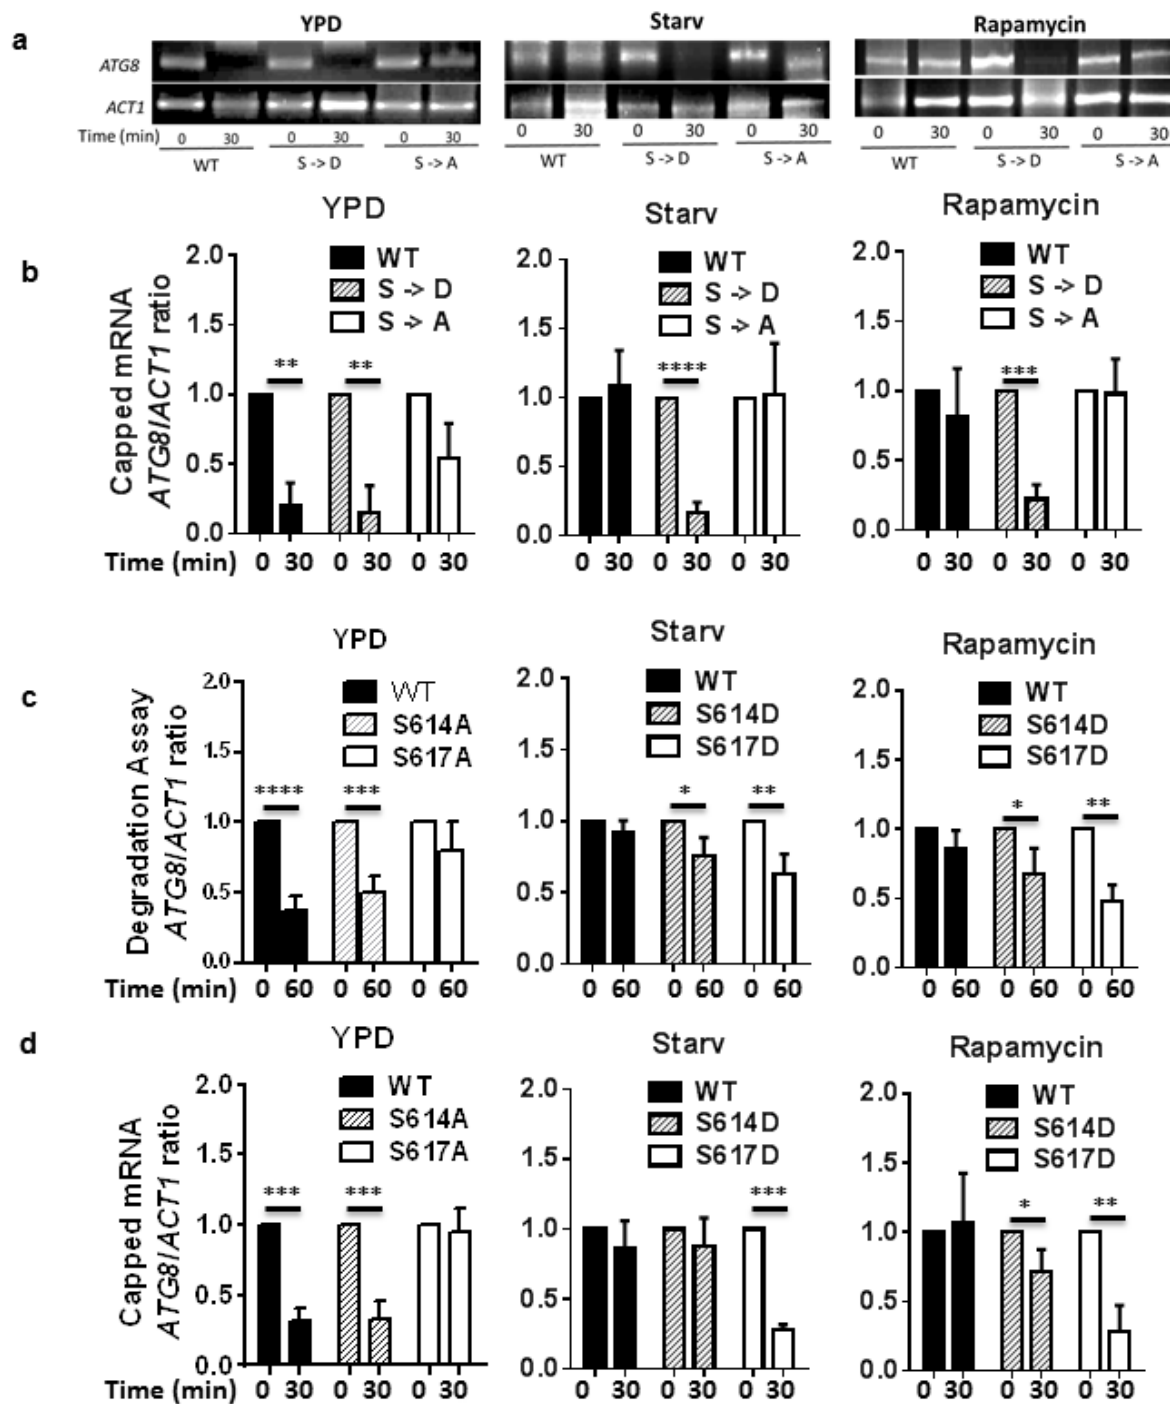 a
YPD
Starv
Rapamycin
ATG8
ACT1
Time (min) 0 30 0 30 0 30
WT S -> D S -> A
0 30 0 30 0 30
WT S -> D S -> A
0 30 0 30 0 30
WT S -> D S -> A
b
YPD
WT
S -> D
S -> A
Capped mRNA
ATG8/ACT1 ratio
2.0
1.5
1.0
0.5
0.0
** **
Time (min) 0 30 0 30 0 30
Starv
WT
S -> D
S -> A
2.0
1.5
1.0
0.5
0.0
****
0 30 0 30 0 30
Rapamycin
WT
S -> D
S -> A
2.0
1.5
1.0
0.5
0.0
***
0 30 0 30 0 30
c
YPD
WT
S614A
S617A
Degradation Assay
ATG8/ACT1 ratio
2.0
1.5
1.0
0.5
0.0
**** ***
Time (min) 0 60 0 60 0 60
Starv
WT
S614D
S617D
2.0
1.5
1.0
0.5
0.0
* **
0 60 0 60 0 60
Rapamycin
WT
S614D
S617D
2.0
1.5
1.0
0.5
0.0
* **
0 60 0 60 0 60
d
YPD
WT
S614A
S617A
Capped mRNA
ATG8/ACT1 ratio
2.0
1.5
1.0
0.5
0.0
*** ***
Time (min) 0 30 0 30 0 30
Starv
WT
S614D
S617D
2.0
1.5
1.0
0.5
0.0
***
0 30 0 30 0 30
Rapamycin
WT
S614D
S617D
2.0
1.5
1.0
0.5
0.0
* **
0 30 0 30 0 30